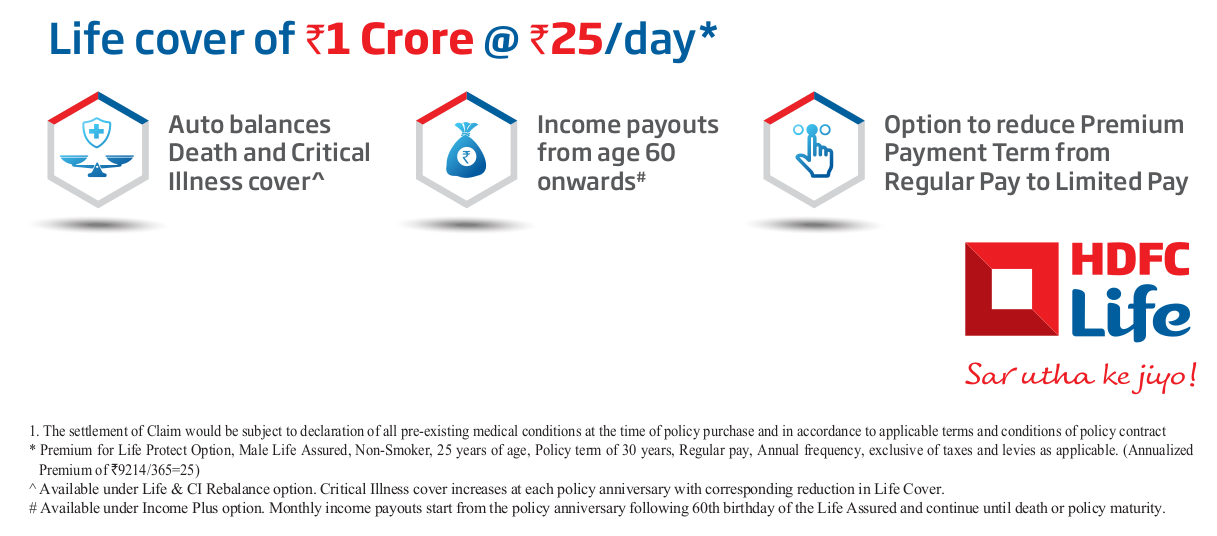 Life cover of ₹1 Crore @ ₹25/day*
Auto balances
Death and Critical
Illness cover^
₹
Income payouts
from age 60
onwards#
Option to reduce Premium
Payment Term from
Regular Pay to Limited Pay
HDFC
Life
Sar utha ke jiyo!
1. The settlement of Claim would be subject to declaration of all pre-existing medical conditions at the time of policy purchase and in accordance to applicable terms and conditions of policy contract
* Premium for Life Protect Option, Male Life Assured, Non-Smoker, 25 years of age, Policy term of 30 years, Regular pay, Annual frequency, exclusive of taxes and levies as applicable. (Annualized
Premium of ₹9214/365=25)
^ Available under Life & CI Rebalance option. Critical Illness cover increases at each policy anniversary with corresponding reduction in Life Cover.
# Available under Income Plus option. Monthly income payouts start from the policy anniversary following 60th birthday of the Life Assured and continue until death or policy maturity.